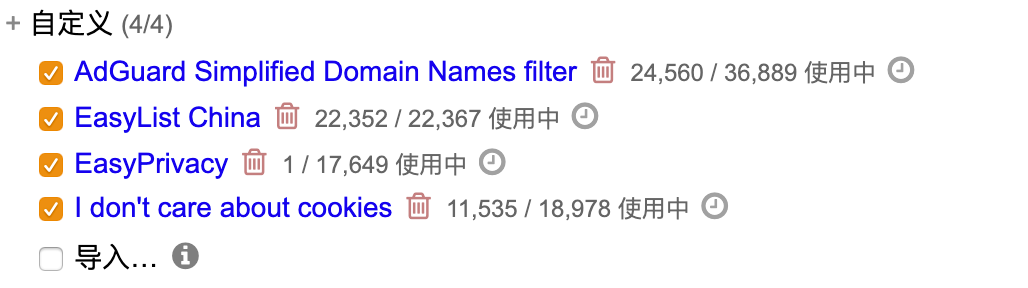 + 自定义 (4/4)
AdGuard Simplified Domain Names filter 24,560 / 36,889 使用中
EasyList China 22,352 / 22,367 使用中
EasyPrivacy 1 / 17,649 使用中
I don't care about cookies 11,535 / 18,978 使用中
导入…